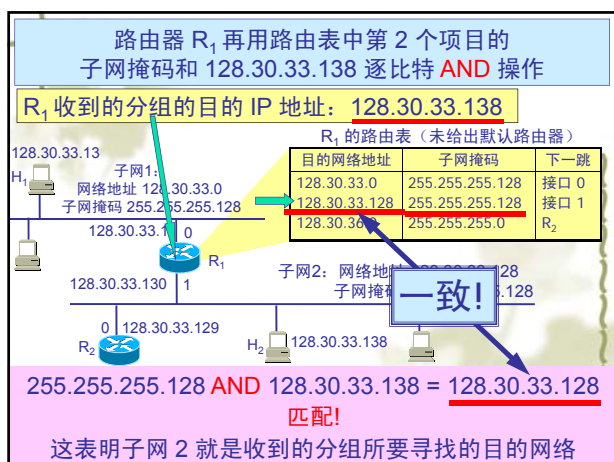 路由器 R1 再用路由表中第 2 个项目的
子网掩码和 128.30.33.138 逐比特 AND 操作
R1 收到的分组的目的 IP 地址：128.30.33.138
R1 的路由表（未给出默认路由器）
目的网络地址 子网掩码 下一跳
128.30.33.0 255.255.255.128 接口 0
128.30.33.128 255.255.255.128 接口 1
128.30.36.0 255.255.255.0 R2
128.30.33.13
H1
子网1：
网络地址 128.30.33.0
子网掩码 255.255.255.128
128.30.33.1 0
R1
128.30.33.130 1
子网2：网络地址 128
子网掩码 .128
一致!
0 128.30.33.129
R2
H2 128.30.33.138
255.255.255.128 AND 128.30.33.138 = 128.30.33.128
匹配!
这表明子网 2 就是收到的分组所要寻找的目的网络